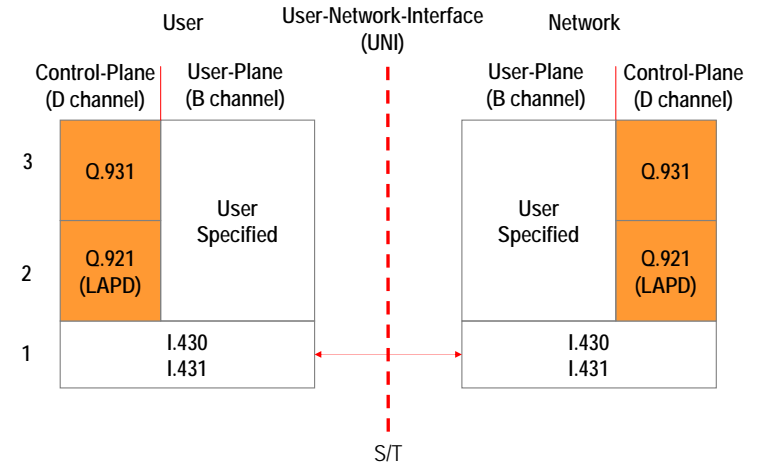 User
User-Network-Interface
(UNI)
Network
Control-Plane
(D channel)
User-Plane
(B channel)
User-Plane
(B channel)
Control-Plane
(D channel)
3
Q.931
User
Specified
User
Specified
Q.931
2
Q.921
(LAPD)
Q.921
(LAPD)
1
I.430
I.431
I.430
I.431
S/T